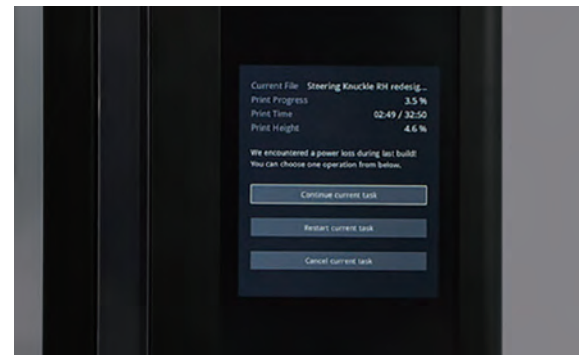 Current File Steering Knuckle RH redesig...
Print Progress 3.5 %
Print Time 02:49 / 32:50
Print Height 4.6 %
We encountered a power loss during last build!
You can choose one operation from below.
Continue current task
Restart current task
Cancel current task